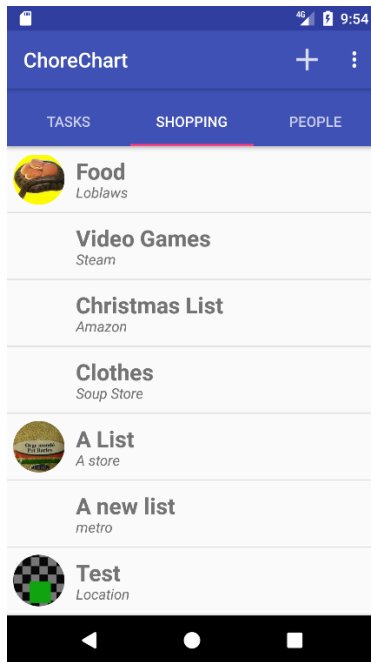 4G 9:54
ChoreChart
TASKS SHOPPING PEOPLE
Food
Loblaws
Video Games
Steam
Christmas List
Amazon
Clothes
Soup Store
A List
A store
A new list
metro
Test
Location